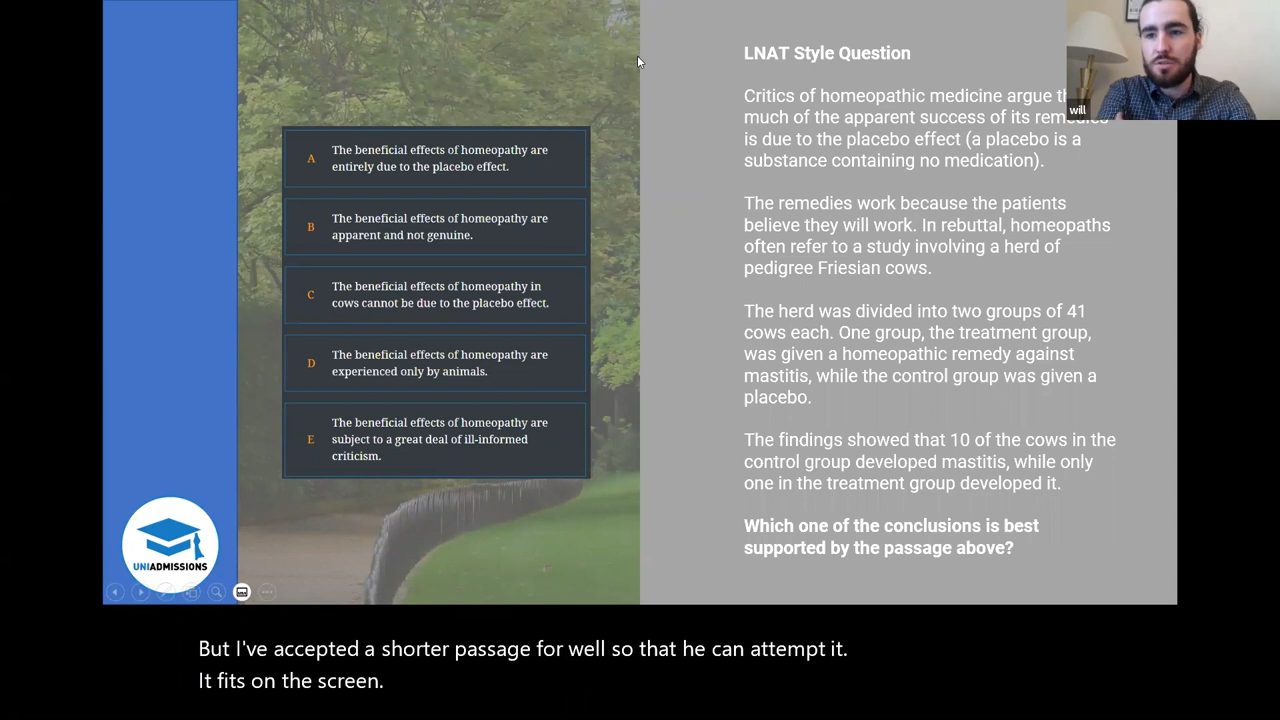 A The beneficial effects of homeopathy are
entirely due to the placebo effect.
B The beneficial effects of homeopathy are
apparent and not genuine.
C The beneficial effects of homeopathy in
cows cannot be due to the placebo effect.
D The beneficial effects of homeopathy are
experienced only by animals.
E The beneficial effects of homeopathy are
subject to a great deal of ill-informed
criticism.
UNIADMISSIONS
LNAT Style Question
Critics of homeopathic medicine argue
much of the apparent success of its
is due to the placebo effect (a placebo is a
substance containing no medication).
The remedies work because the patients
believe they will work. In rebuttal, homeopaths
often refer to a study involving a herd of
pedigree Friesian cows.
The herd was divided into two groups of 41
cows each. One group, the treatment group,
was given a homeopathic remedy against
mastitis, while the control group was given a
placebo.
The findings showed that 10 of the cows in the
control group developed mastitis, while only
one in the treatment group developed it.
Which one of the conclusions is best
supported by the passage above?
will
But I've accepted a shorter passage for well so that he can attempt it.
It fits on the screen.